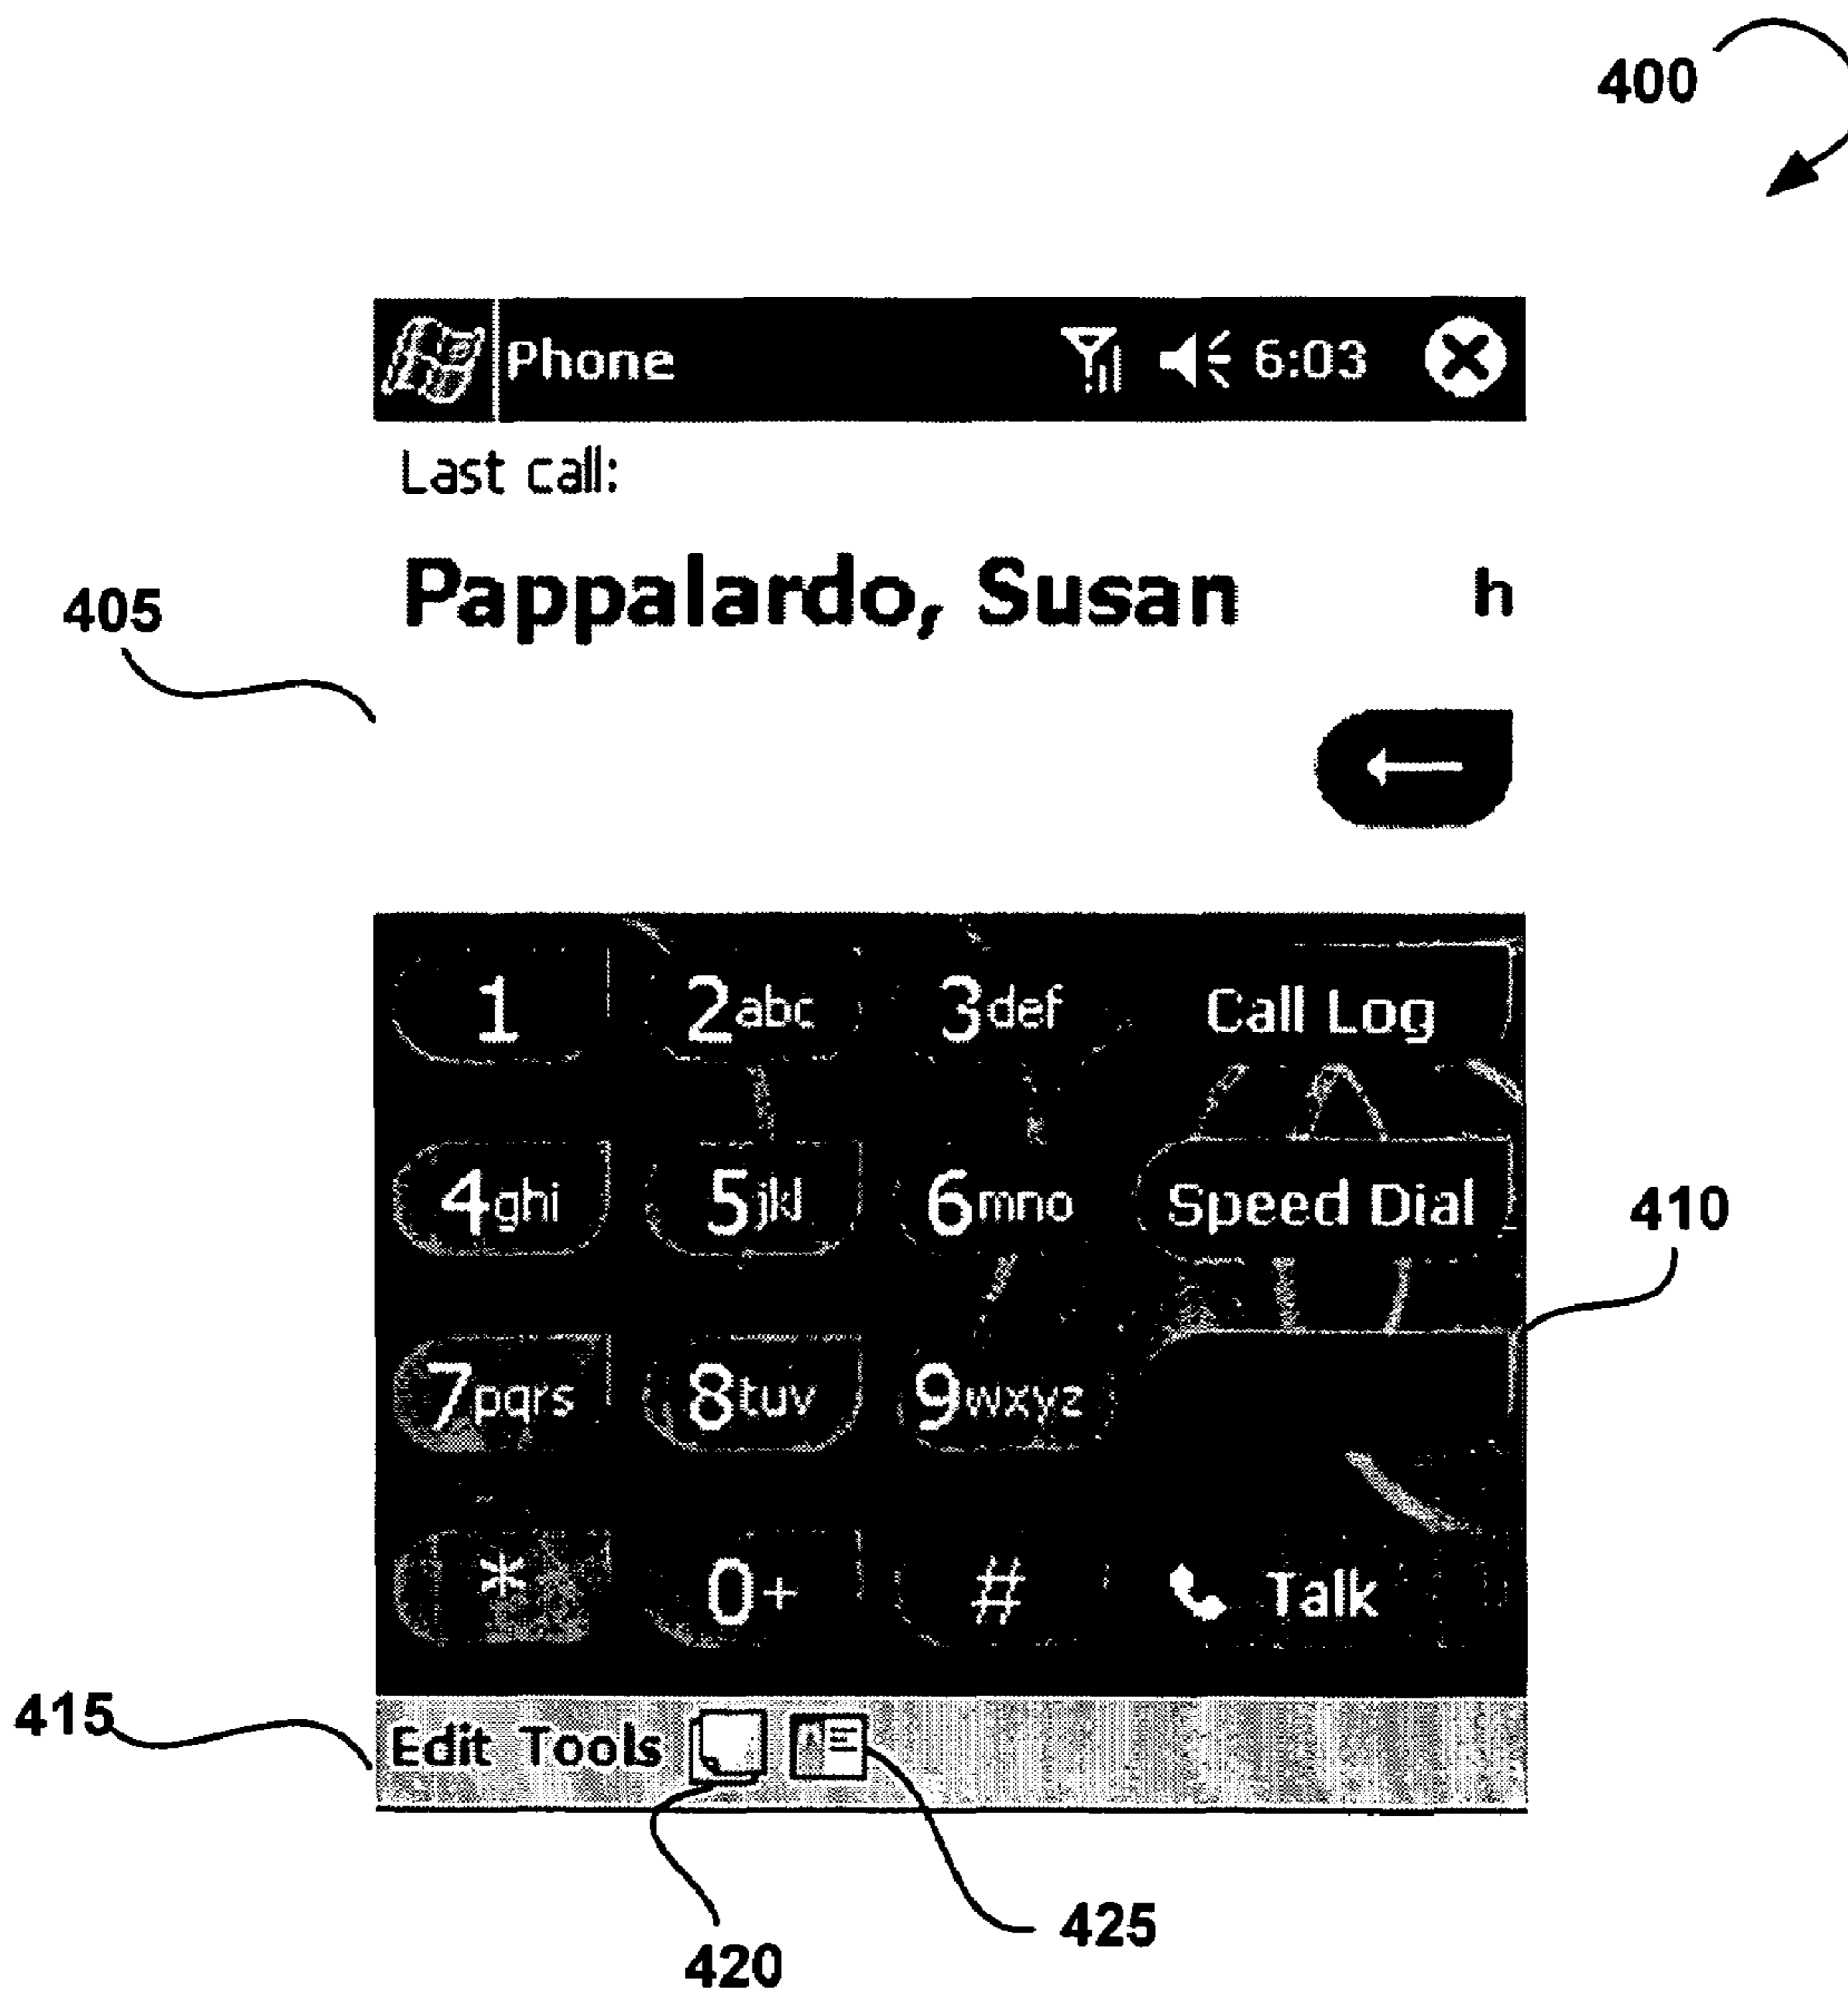 400
Phone 6:03
Last call:
Pappalardo, Susan h
405
1 2abc 3def Call Log
4ghi 5jkl 6mno Speed Dial
410
7pqrs 8tuv 9wxyz
* 0+ # Talk
415
Edit Tools
425
420